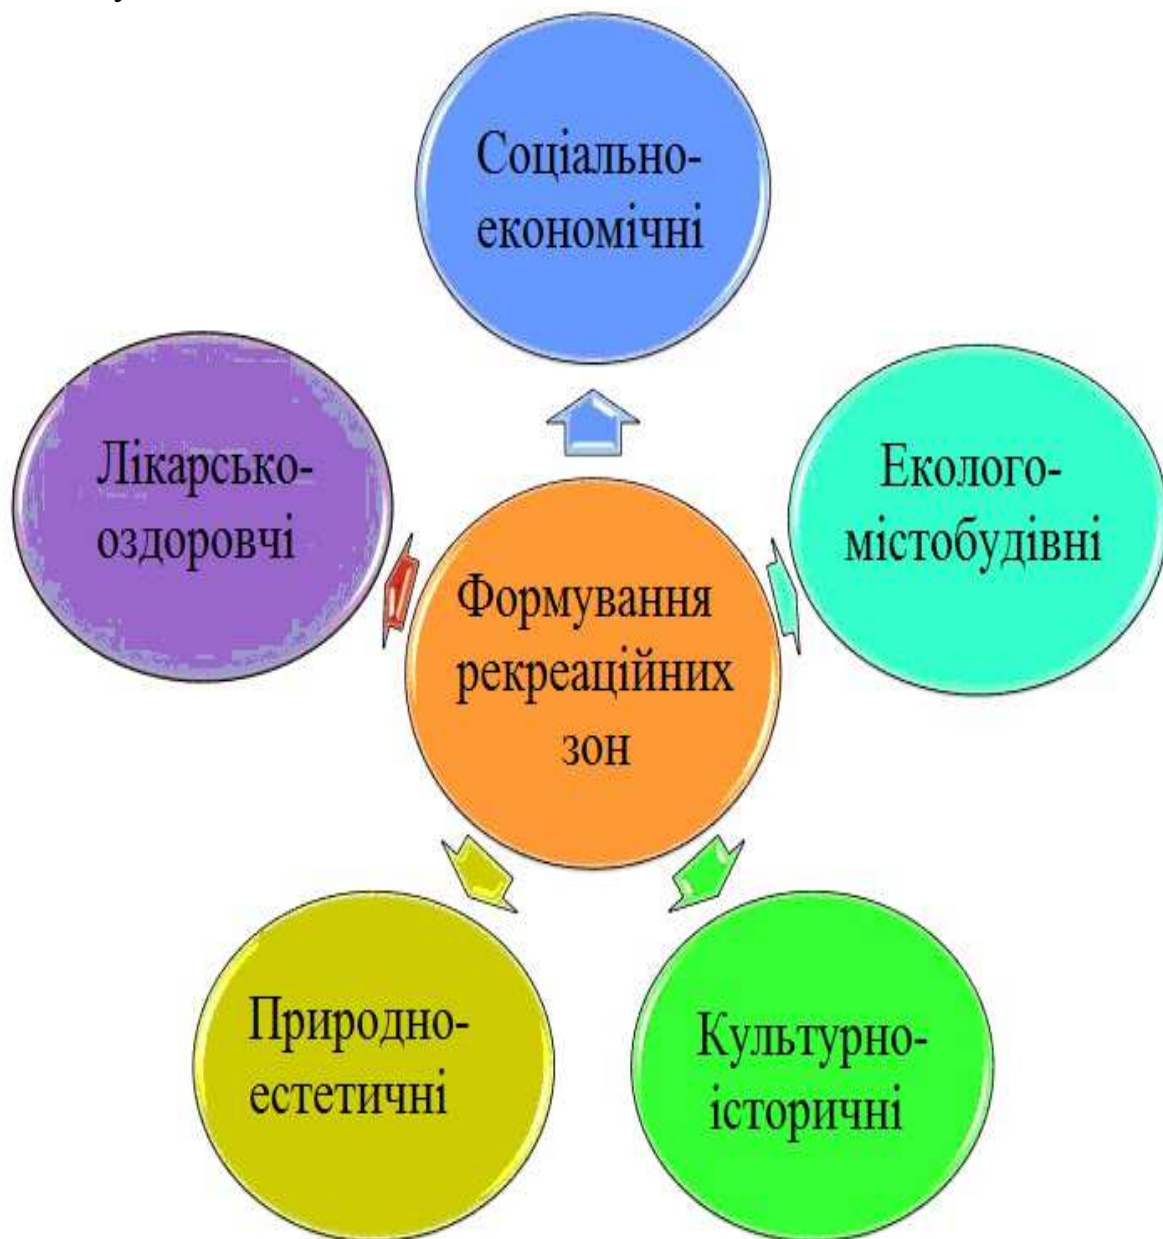 Соціально-
економічні
Лікарсько-
оздоровчі
Еколого-
містобудівні
Формування
рекреаційних
зон
Природно-
естетичні
Культурно-
історичні